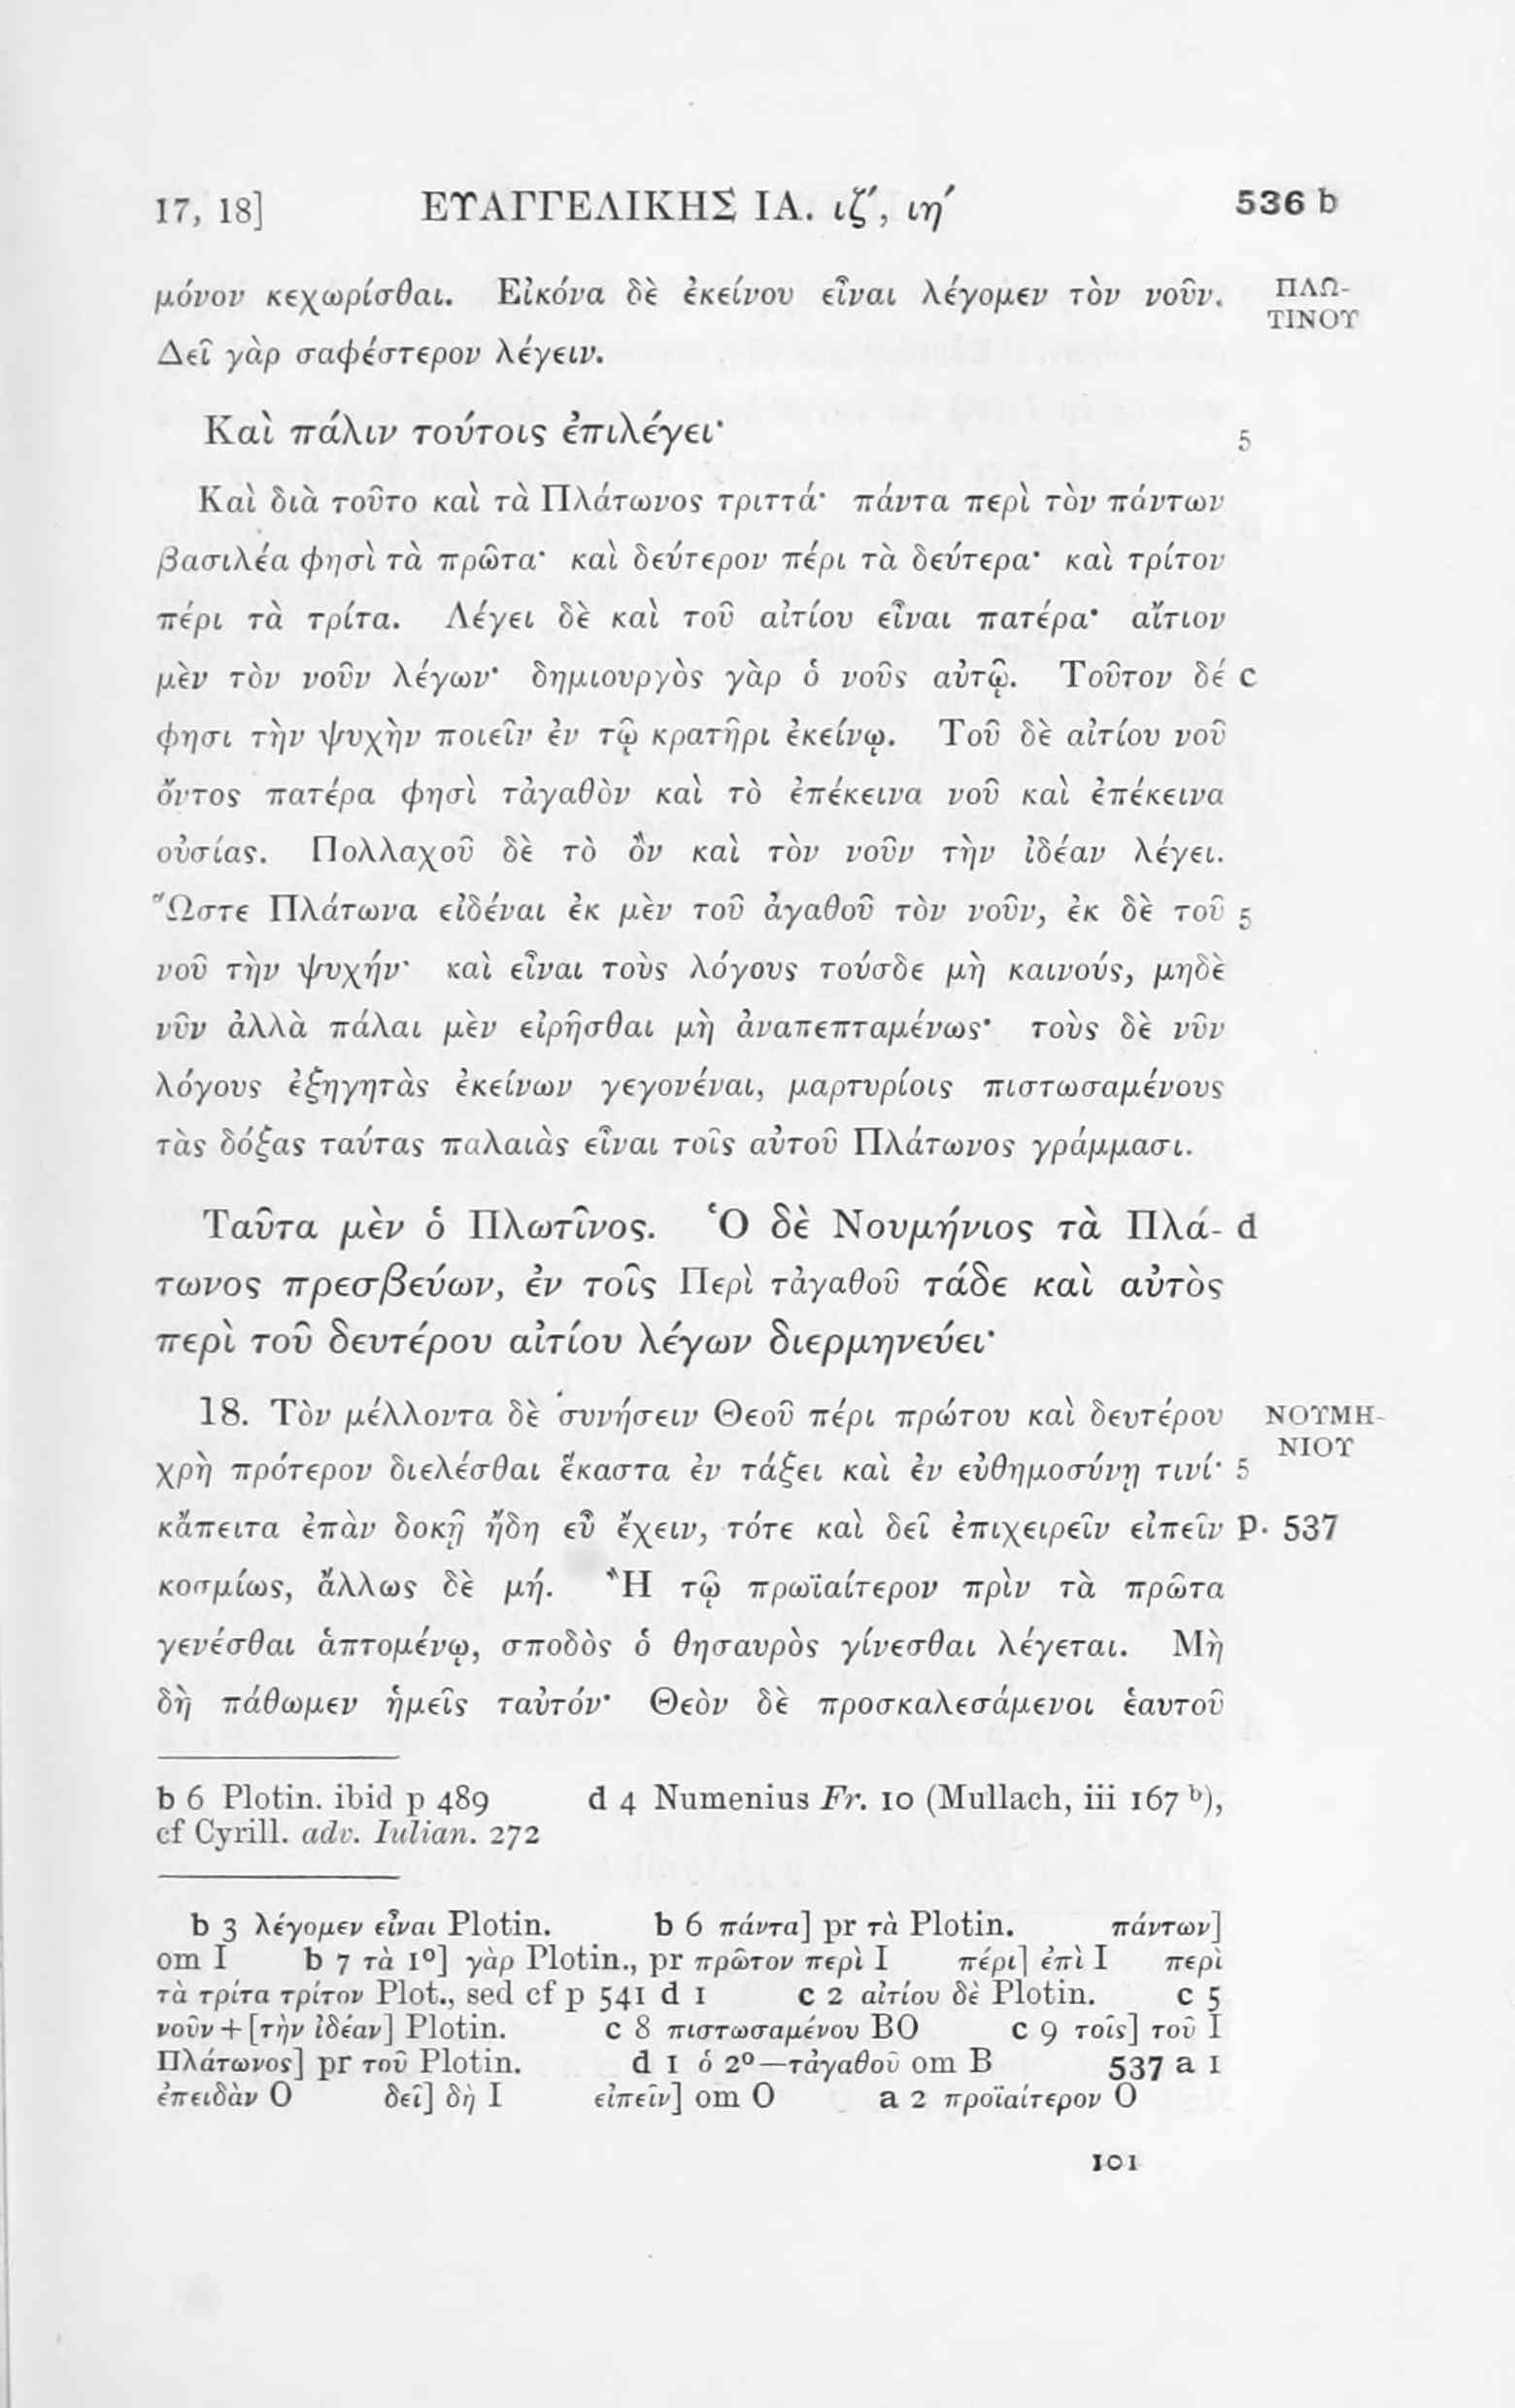 17, 18] ΕΥΑΓΓΕΛΙΚΗΣ ΙΑ. ιζ´, ιη´ 536 b
μόνον κεχωρίσθαι. Εἰκόνα δὲ ἐκείνου εἶναι λέγομεν τὸν νοῦν. ΠΛΩ-
ΤΙΝΟΥ
Δεῖ γὰρ σαφέστερον λέγειν.
Καὶ πάλιν τούτοις ἐπιλέγει· 5
Καὶ διὰ τοῦτο καὶ τὰ Πλάτωνος τριττά· πάντα περὶ τὸν πάντων
βασιλέα φησὶ τὰ πρῶτα· καὶ δεύτερον πέρι τὰ δεύτερα· καὶ τρίτον
πέρι τὰ τρίτα. Λέγει δὲ καὶ τοῦ αἰτίου εἶναι πατέρα· αἴτιον
μὲν τὸν νοῦν λέγων· δημιουργὸς γὰρ ὁ νοῦς αὐτῷ. Τοῦτον δέ c
φησι τὴν ψυχὴν ποιεῖν ἐν τῷ κρατῆρι ἐκείνῳ. Τοῦ δὲ αἰτίου νοῦ
ὄντος πατέρα φησὶ τἀγαθὸν καὶ τὸ ἐπέκεινα νοῦ καὶ ἐπέκεινα
οὐσίας. Πολλαχοῦ δὲ τὸ ὂν καὶ τὸν νοῦν τὴν ἰδέαν λέγει.
Ὥστε Πλάτωνα εἰδέναι ἐκ μὲν τοῦ ἀγαθοῦ τὸν νοῦν, ἐκ δὲ τοῦ 5
νοῦ τὴν ψυχήν· καὶ εἶναι τοὺς λόγους τούσδε μὴ καινούς, μηδὲ
νῦν ἀλλὰ πάλαι μὲν εἰρῆσθαι μὴ ἀναπεπταμένως· τοὺς δὲ νῦν
λόγους ἐξηγητὰς ἐκείνων γεγονέναι, μαρτυρίοις πιστωσαμένους
τὰς δόξας ταύτας παλαιὰς εἶναι τοῖς αὐτοῦ Πλάτωνος γράμμασι.
Ταῦτα μὲν ὁ Πλωτῖνος. Ὁ δὲ Νουμήνιος τὰ Πλά- d
τωνος πρεσβεύων, ἐν τοῖς Περὶ τἀγαθοῦ τάδε καὶ αὐτὸς
περὶ τοῦ δευτέρου αἰτίου λέγων διερμηνεύει·
18. Τὸν μέλλοντα δὲ συνήσειν Θεοῦ πέρι πρώτου καὶ δευτέρου ΝΟΥΜΗ-
ΝΙΟΥ
χρὴ πρότερον διελέσθαι ἕκαστα ἐν τάξει καὶ ἐν εὐθημοσύνῃ τινί· 5
κἄπειτα ἐπὰν δοκῇ ἤδη εὖ ἔχειν, τότε καὶ δεῖ ἐπιχειρεῖν εἰπεῖν p. 537
κοσμίως, ἄλλως δὲ μή. Ἢ τῷ πρωϊαίτερον πρὶν τὰ πρῶτα
γενέσθαι ἁπτομένῳ, σποδὸς ὁ θησαυρὸς γίνεσθαι λέγεται. Μὴ
δὴ πάθωμεν ἡμεῖς ταὐτόν· Θεὸν δὲ προσκαλεσάμενοι ἑαυτοῦ
b 6 Plotin. ibid p 489 d 4 Numenius Fr. 10 (Mullach, iii 167 b),
cf Cyrill. adv. Iulian. 272
b 3 λέγομεν εἶναι Plotin. b 6 πάντα] pr τὰ Plotin. πάντων]
om I b 7 τὰ 1°] γὰρ Plotin., pr πρῶτον περὶ I πέρι] ἐπὶ I περὶ
τὰ τρίτα τρίτον Plot., sed cf p 541 d 1 c 2 αἰτίου δὲ Plotin. c 5
νοῦν + [τὴν ἰδέαν] Plotin. c 8 πιστωσαμένου BO c 9 τοῖς] τοῦ I
Πλάτωνος] pr τοῦ Plotin. d 1 ὁ 2°—τἀγαθοῦ om B 537 a 1
ἐπειδὰν O δεῖ] δὴ I εἰπεῖν] om O a 2 προϊαίτερον O
101